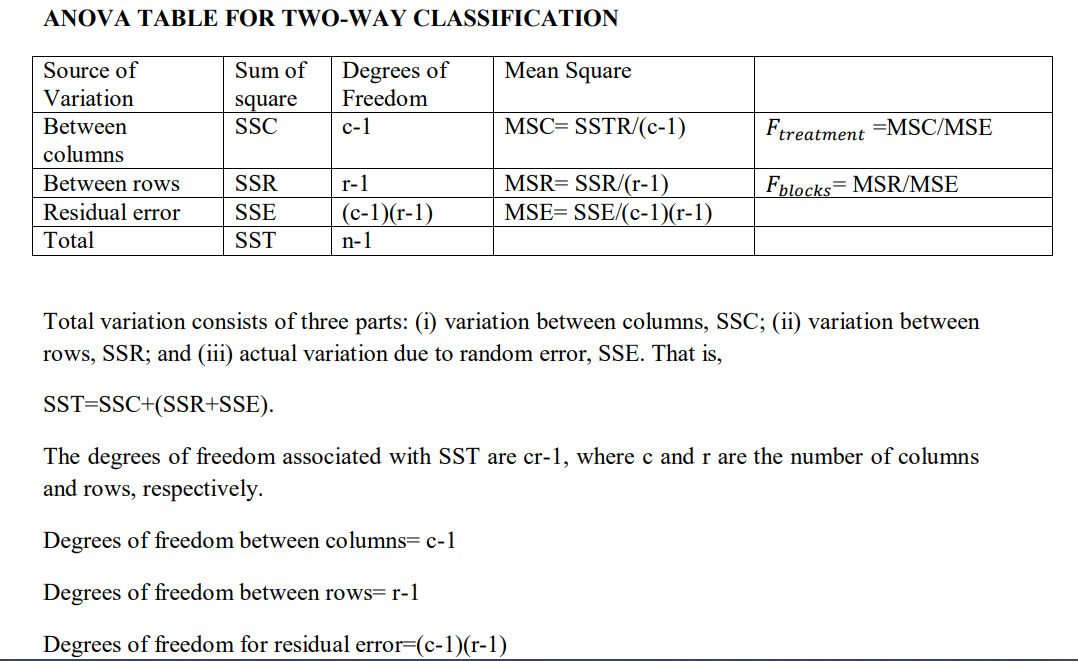 ANOVA TABLE FOR TWO-WAY CLASSIFICATION
Source of Variation | Sum of square | Degrees of Freedom | Mean Square |
Between columns | SSC | c-1 | MSC= SSTR/(c-1) | Ftreatment =MSC/MSE
Between rows | SSR | r-1 | MSR= SSR/(r-1) | Fblocks= MSR/MSE
Residual error | SSE | (c-1)(r-1) | MSE= SSE/(c-1)(r-1) |
Total | SST | n-1 | |
Total variation consists of three parts: (i) variation between columns, SSC; (ii) variation between
rows, SSR; and (iii) actual variation due to random error, SSE. That is,
SST=SSC+(SSR+SSE).
The degrees of freedom associated with SST are cr-1, where c and r are the number of columns
and rows, respectively.
Degrees of freedom between columns= c-1
Degrees of freedom between rows= r-1
Degrees of freedom for residual error=(c-1)(r-1)